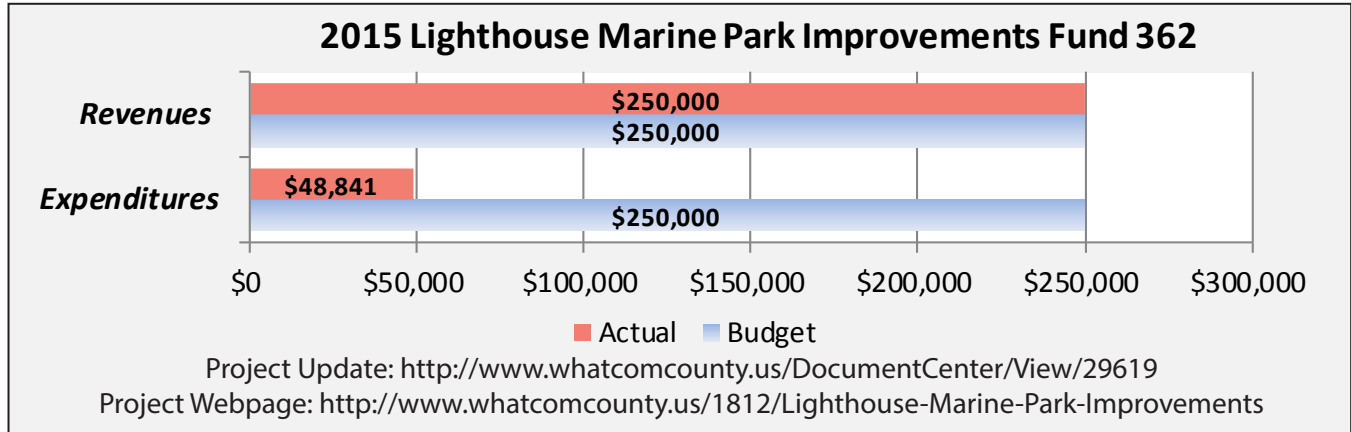 2015 Lighthouse Marine Park Improvements Fund 362
Revenues
$250,000
$250,000
Expenditures
$48,841
$250,000
$0 $50,000 $100,000 $150,000 $200,000 $250,000 $300,000
Actual Budget
Project Update: http://www.whatcomcounty.us/DocumentCenter/View/29619
Project Webpage: http://www.whatcomcounty.us/1812/Lighthouse-Marine-Park-Improvements